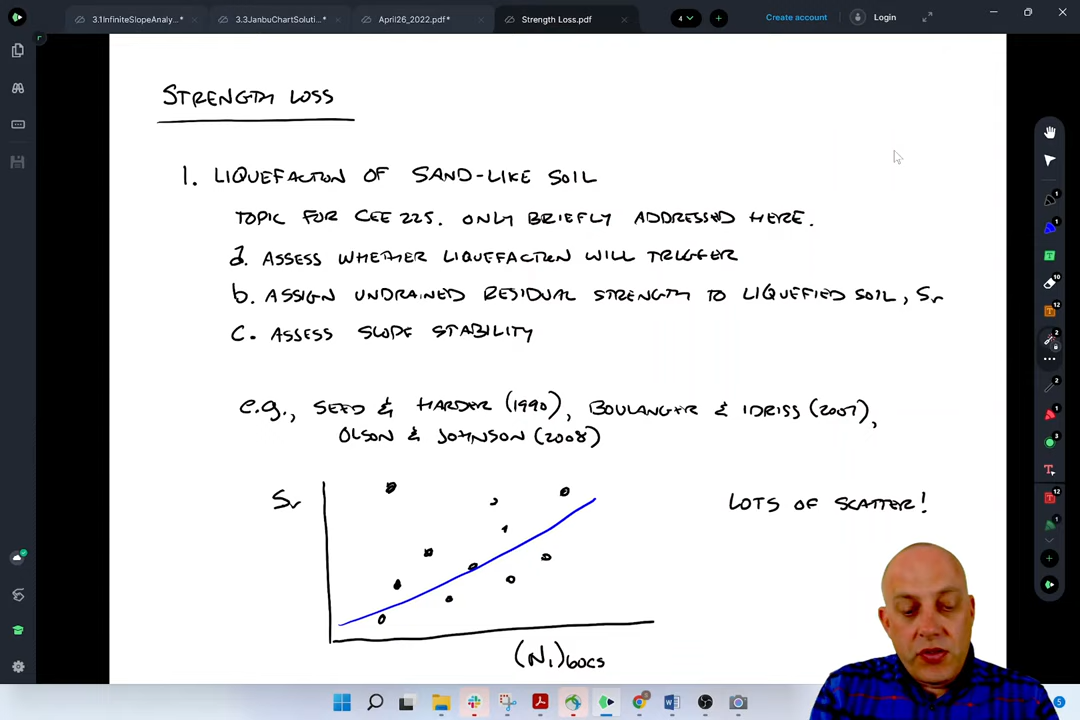 3.1InfiniteSlopeAnaly...*
3.3JanbuChartSoluti...*
April26_2022.pdf*
Strength Loss.pdf
4
Create account
Login
STRENGTH LOSS
1. LIQUEFACTION OF SAND-LIKE SOIL
TOPIC FOR CEE 225. ONLY BRIEFLY ADDRESSED HERE.
a. ASSESS WHETHER LIQUEFACTION WILL TRIGGER
b. ASSIGN UNDRAINED RESIDUAL STRENGTH TO LIQUEFIED SOIL, Sr
c. ASSESS SLOPE STABILITY
e.g., SEED & HARDER (1990), BOULANGER & IDRISS (2007),
OLSON & JOHNSON (2008)
Sr
LOTS OF SCATTER!
(N1)60cs